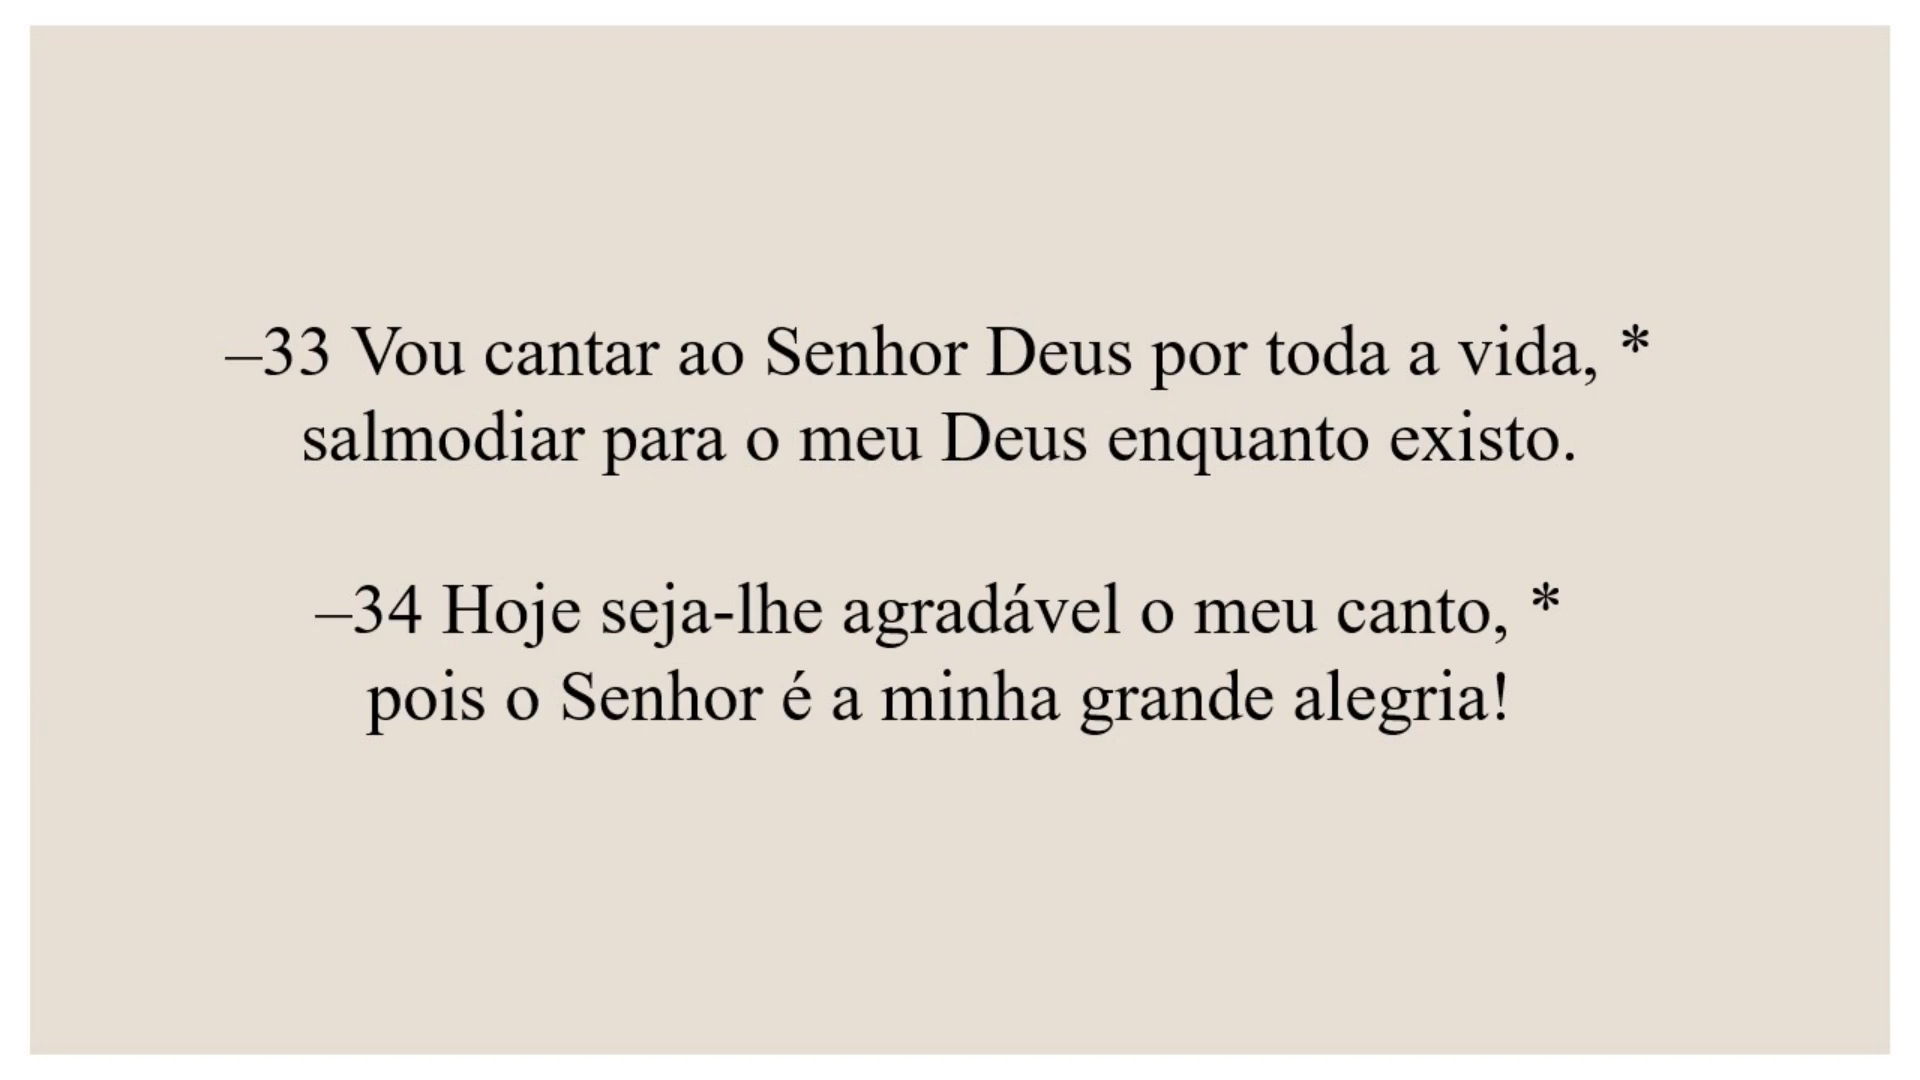 –33 Vou cantar ao Senhor Deus por toda a vida, *
salmodiar para o meu Deus enquanto existo.
–34 Hoje seja-lhe agradável o meu canto, *
pois o Senhor é a minha grande alegria!